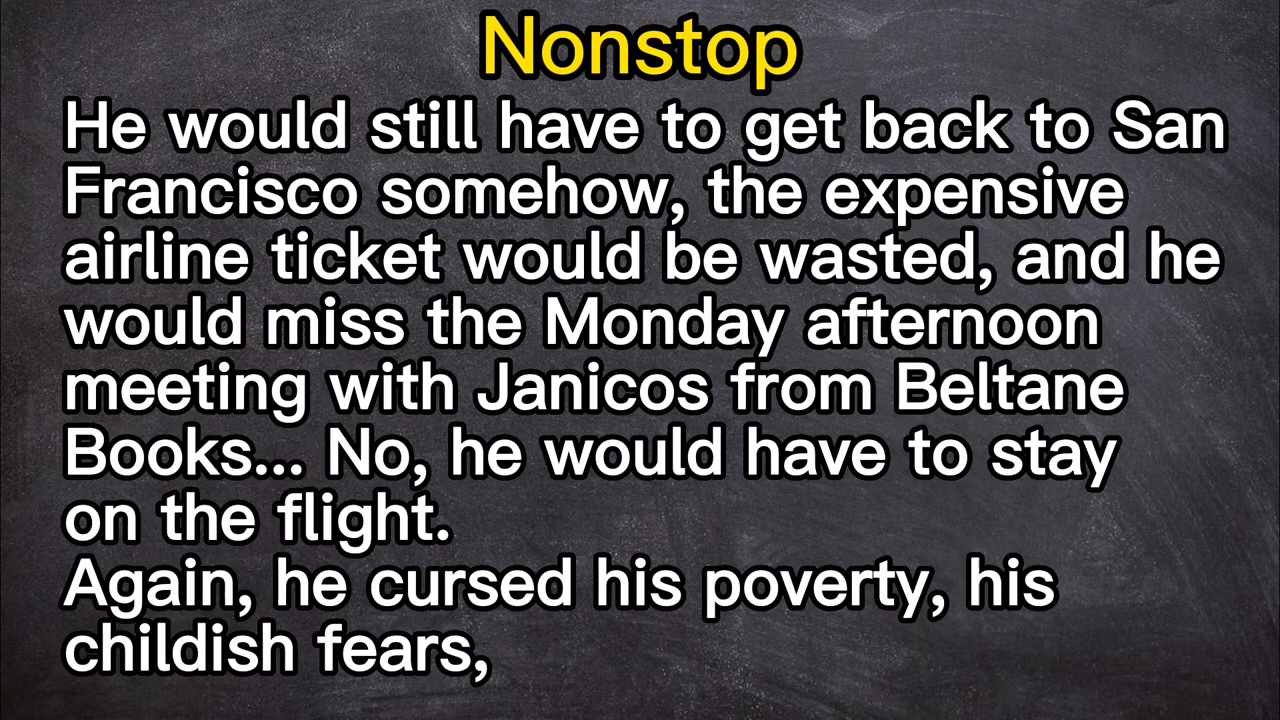 Nonstop
He would still have to get back to San
Francisco somehow, the expensive
airline ticket would be wasted, and he
would miss the Monday afternoon
meeting with Janicos from Beltane
Books... No, he would have to stay
on the flight.
Again, he cursed his poverty, his
childish fears,